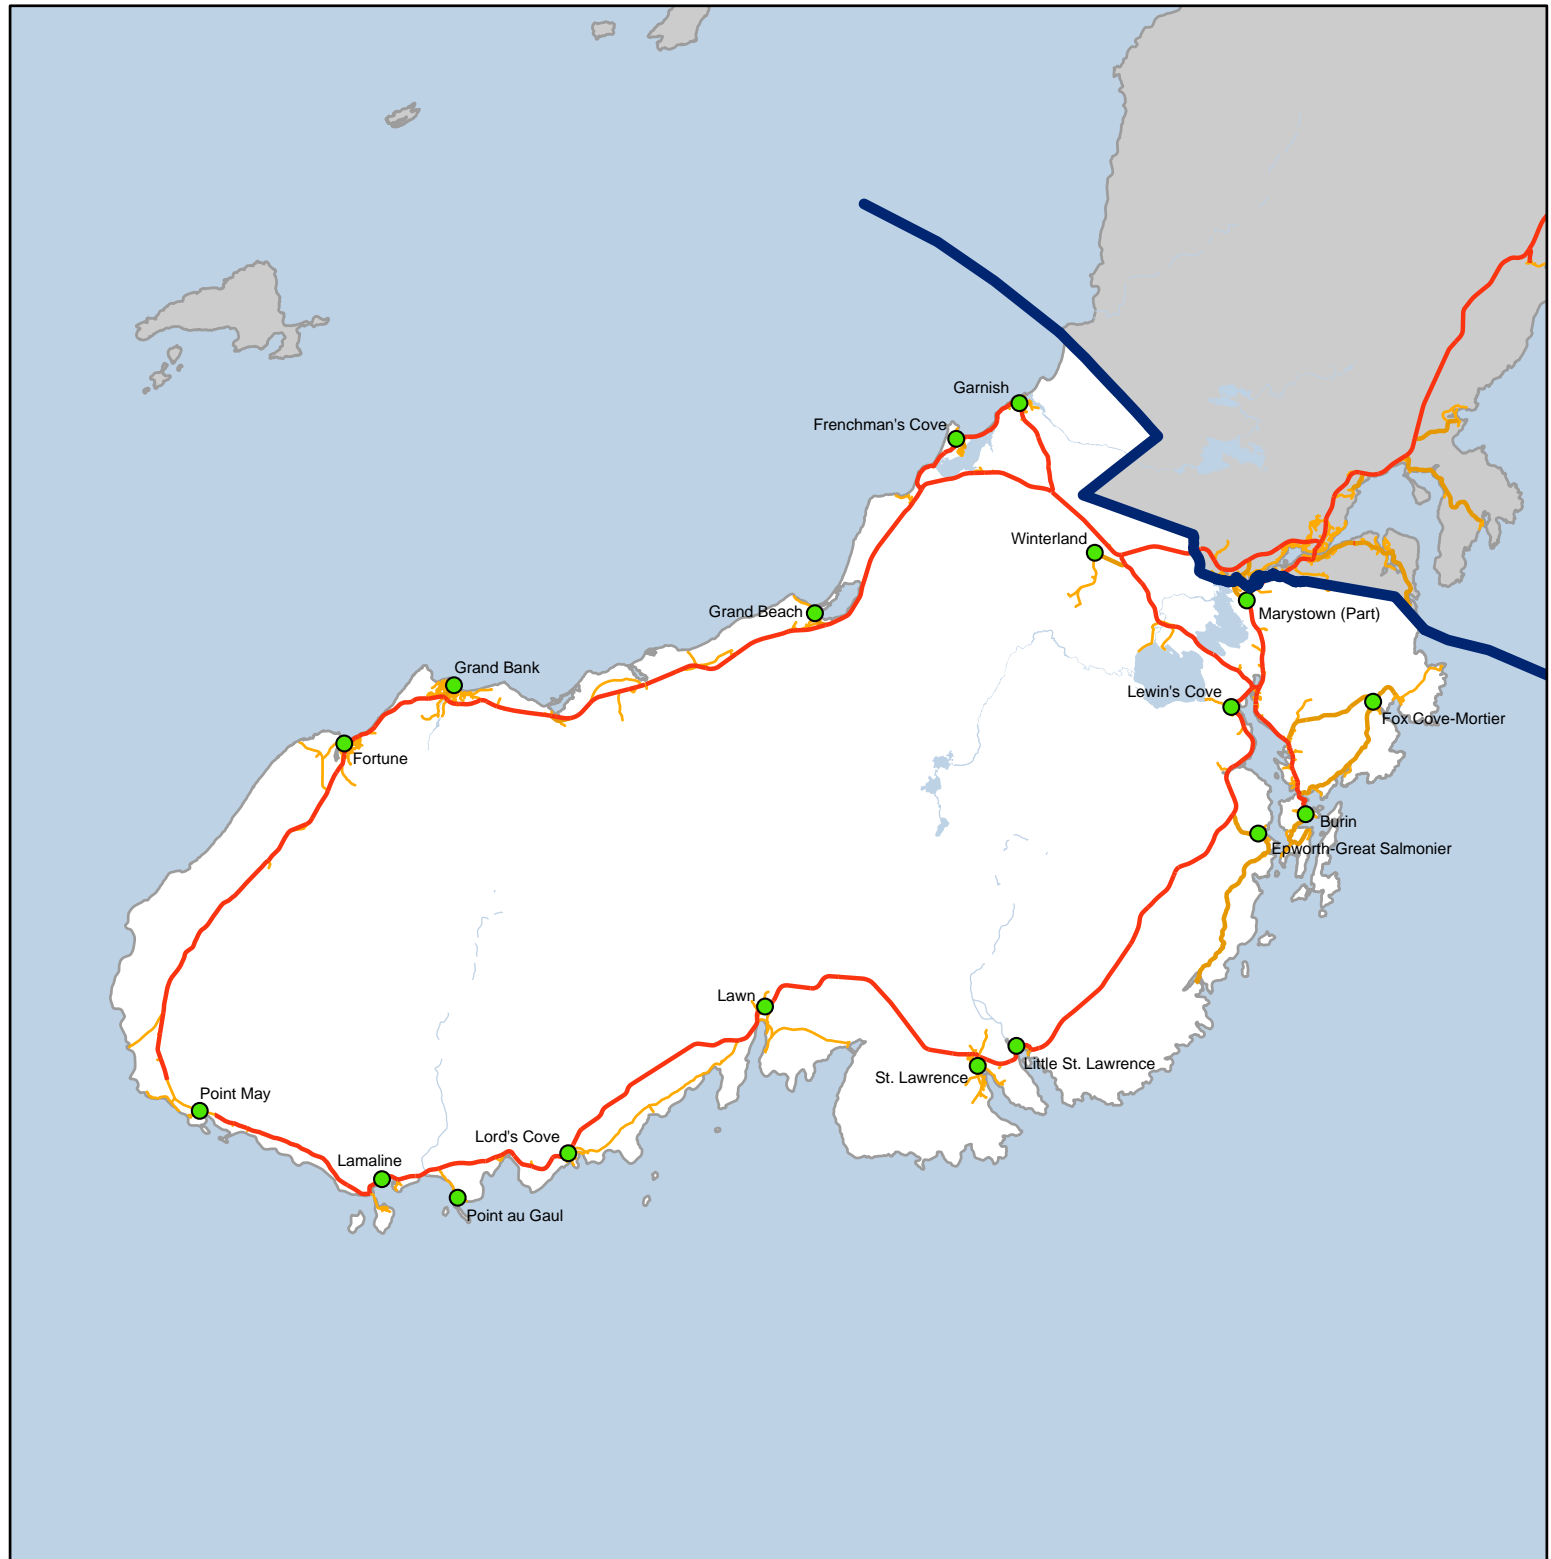 Garnish
Frenchman's Cove
Winterland
Grand Beach
Marystown (Part)
Grand Bank
Lewin's Cove
Fox Cove-Mortier
Fortune
Burin
Epworth-Great Salmonier
Lawn
Little St. Lawrence
St. Lawrence
Point May
Lord's Cove
Lamaline
Point au Gaul